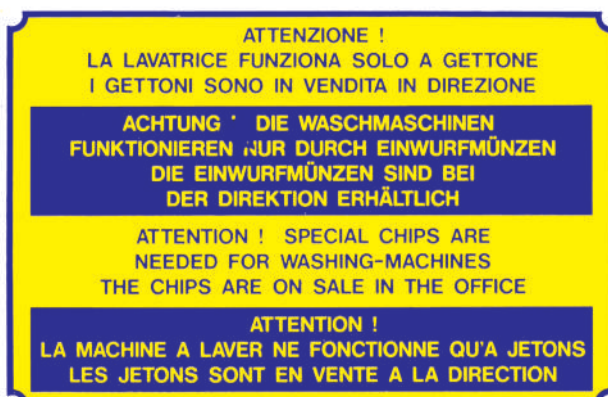 ATTENZIONE !
LA LAVATRICE FUNZIONA SOLO A GETTONE
I GETTONI SONO IN VENDITA IN DIREZIONE
ACHTUNG ' DIE WASCHMASCHINEN
FUNKTIONIEREN NUR DURCH EINWURFMÜNZEN
DIE EINWURFMÜNZEN SIND BEI
DER DIREKTION ERHÄLTLICH
ATTENTION ! SPECIAL CHIPS ARE
NEEDED FOR WASHING-MACHINES
THE CHIPS ARE ON SALE IN THE OFFICE
ATTENTION !
LA MACHINE A LAVER NE FONCTIONNE QU'A JETONS
LES JETONS SONT EN VENTE A LA DIRECTION